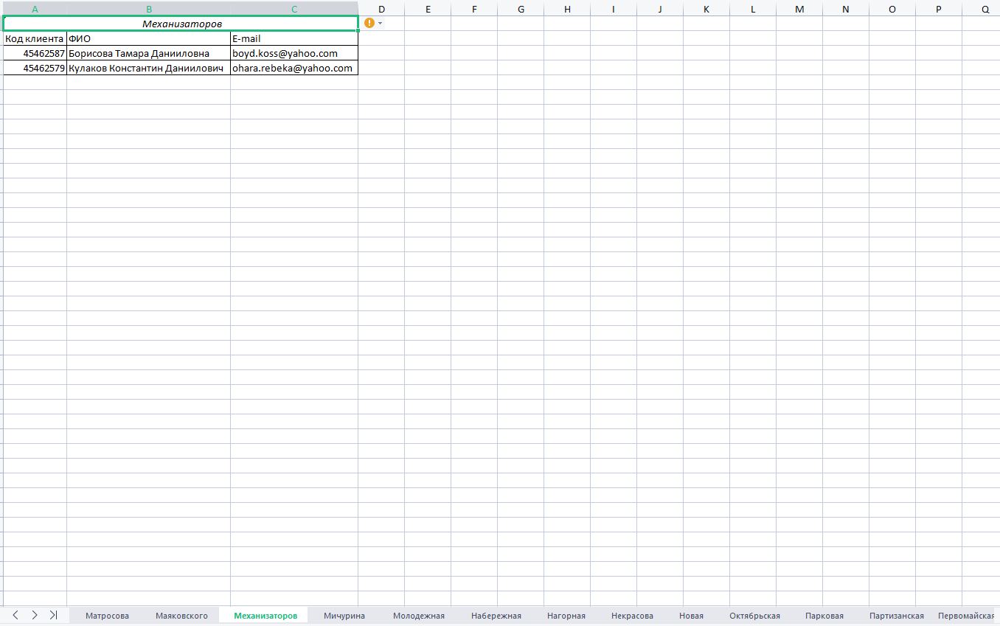 A B C D E F G H I J K L M N O P Q
Механизаторов
Код клиента ФИО E-mail
45462587 Борисова Тамара Данииловна boyd.koss@yahoo.com
45462579 Кулаков Константин Даниилович ohara.rebeka@yahoo.com
Матросова Маяковского Механизаторов Мичурина Молодежная Набережная Нагорная Некрасова Новая Октябрьская Парковая Партизанская Первомайская